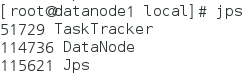 [root@datanode1 local]# jps
51729 TaskTracker
114736 DataNode
115621 Jps